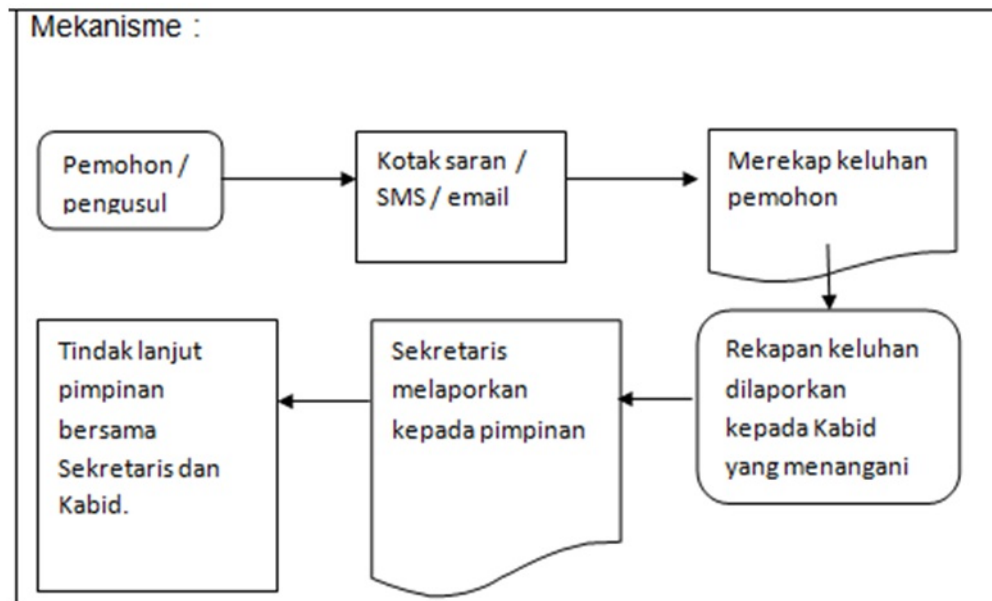 Mekanisme :
Pemohon /
pengusul
Kotak saran /
SMS / email
Merekap keluhan
pemohon
Rekapan keluhan
dilaporkan
kepada Kabid
yang menangani
Sekretaris
melaporkan
kepada pimpinan
Tindak lanjut
pimpinan
bersama
Sekretaris dan
Kabid.